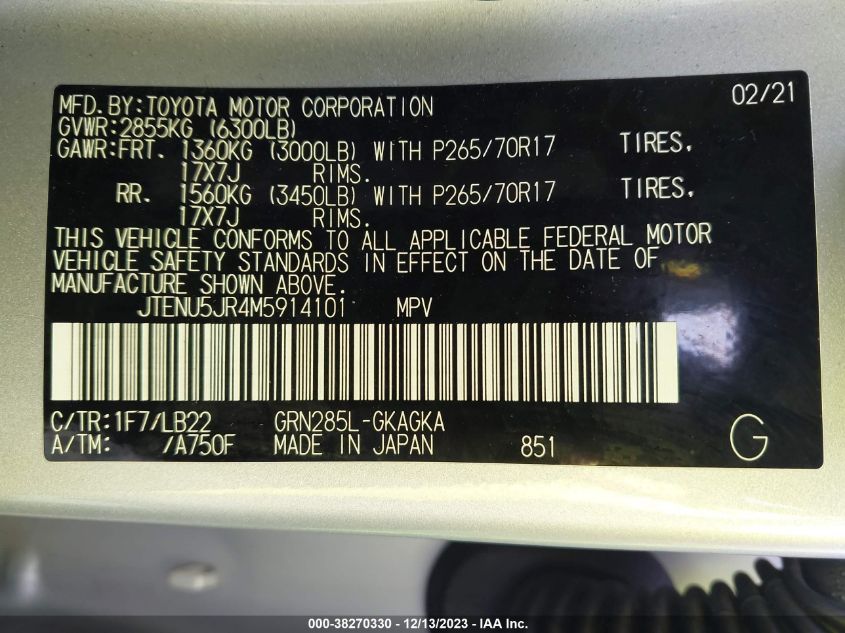 MFD.BY:TOYOTA MOTOR CORPORATION 02/21
GVWR:2855KG (6300LB)
GAWR:FRT. 1360KG (3000LB) WITH P265/70R17 TIRES,
17X7J RIMS.
RR. 1560KG (3450LB) WITH P265/70R17 TIRES,
17X7J RIMS.
THIS VEHICLE CONFORMS TO ALL APPLICABLE FEDERAL MOTOR
VEHICLE SAFETY STANDARDS IN EFFECT ON THE DATE OF
MANUFACTURE SHOWN ABOVE.
JTENU5JR4M5914101 MPV
C/TR:1F7/LB22 GRN285L-GKAGKA
A/TM: /A750F MADE IN JAPAN 851 G
000-38270330 - 12/13/2023 - IAA Inc.